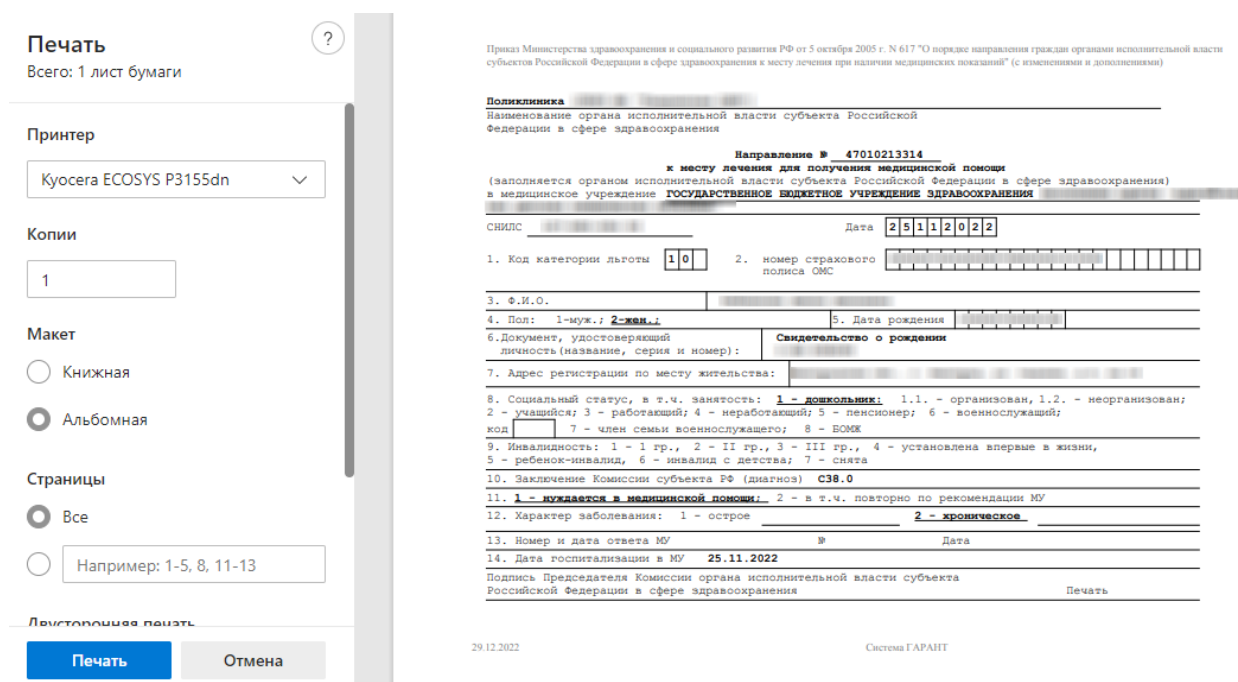 Печать
?
Всего: 1 лист бумаги
Принтер
Kyocera ECOSYS P3155dn
Копии
1
Макет
Книжная
Альбомная
Страницы
Все
Например: 1-5, 8, 11-13
Двусторонняя печать
Печать
Отмена
Приказ Министерства здравоохранения и социального развития РФ от 5 октября 2005 г. N 617 "О порядке направления граждан органами исполнительной власти
субъектов Российской Федерации в сфере здравоохранения к месту лечения при наличии медицинских показаний" (с изменениями и дополнениями)
Поликлиника
Наименование органа исполнительной власти субъекта Российской
Федерации в сфере здравоохранения
Направление № 47010213314
к месту лечения для получения медицинской помощи
(заполняется органом исполнительной власти субъекта Российской Федерации в сфере здравоохранения)
в медицинское учреждение ГОСУДАРСТВЕННОЕ БЮДЖЕТНОЕ УЧРЕЖДЕНИЕ ЗДРАВООХРАНЕНИЯ
СНИЛС Дата 25112022
1. Код категории льготы 10 2. номер страхового
полиса ОМС
3. Ф.И.О.
4. Пол: 1-муж.; 2-жен.; 5. Дата рождения
6.Документ, удостоверяющий Свидетельство о рождении
личность(название, серия и номер):
7. Адрес регистрации по месту жительства:
8. Социальный статус, в т.ч. занятость: 1 - дошкольник: 1.1. - организован, 1.2. - неорганизован;
2 - учащийся; 3 - работающий; 4 - неработающий; 5 - пенсионер; 6 - военнослужащий;
код 7 - член семьи военнослужащего; 8 - БОМЖ
9. Инвалидность: 1 - 1 гр., 2 - II гр., 3 - III гр., 4 - установлена впервые в жизни,
5 - ребенок-инвалид, 6 - инвалид с детства; 7 - снята
10. Заключение Комиссии субъекта РФ (диагноз) C38.0
11. 1 - нуждается в медицинской помощи; 2 - в т.ч. повторно по рекомендации МУ
12. Характер заболевания: 1 - острое 2 - хроническое
13. Номер и дата ответа МУ № Дата
14. Дата госпитализации в МУ 25.11.2022
Подпись Председателя Комиссии органа исполнительной власти субъекта
Российской Федерации в сфере здравоохранения Печать
29.12.2022 Система ГАРАНТ